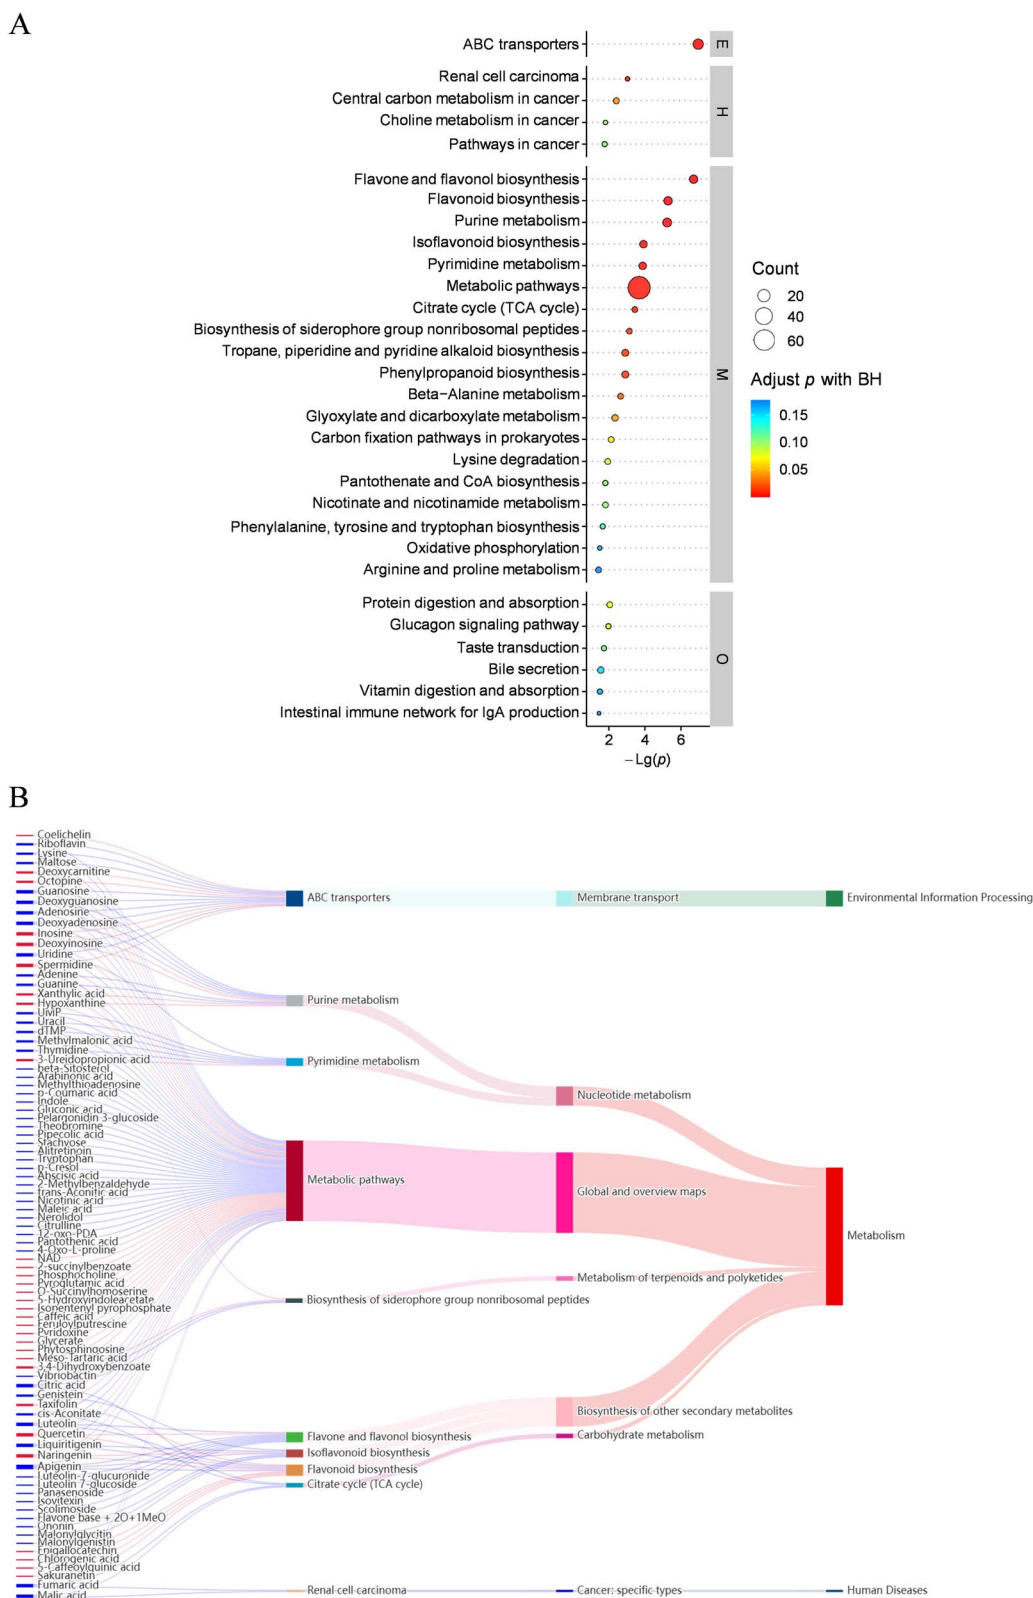 A
ABC transporters
E
Renal cell carcinoma
Central carbon metabolism in cancer
Choline metabolism in cancer
Pathways in cancer
H
Flavone and flavonol biosynthesis
Flavonoid biosynthesis
Purine metabolism
Isoflavonoid biosynthesis
Pyrimidine metabolism
Metabolic pathways
Citrate cycle (TCA cycle)
Biosynthesis of siderophore group nonribosomal peptides
Tropane, piperidine and pyridine alkaloid biosynthesis
Phenylpropanoid biosynthesis
Beta−Alanine metabolism
Glyoxylate and dicarboxylate metabolism
Carbon fixation pathways in prokaryotes
Lysine degradation
Pantothenate and CoA biosynthesis
Nicotinate and nicotinamide metabolism
Phenylalanine, tyrosine and tryptophan biosynthesis
Oxidative phosphorylation
Arginine and proline metabolism
M
Protein digestion and absorption
Glucagon signaling pathway
Taste transduction
Bile secretion
Vitamin digestion and absorption
Intestinal immune network for IgA production
O
2 4 6
−Lg(p)
Count
20
40
60
Adjust p with BH
0.15
0.10
0.05
B
Coelichelin
Riboflavin
Lysine
Maltose
Deoxycarnitine
Octopine
Guanosine
Deoxyguanosine
Adenosine
Deoxyadenosine
Inosine
Deoxyinosine
Uridine
Spermidine
Adenine
Guanine
Xanthylic acid
Hypoxanthine
UMP
Uracil
dTMP
Methylmalonic acid
Thymidine
3-Ureidopropionic acid
beta-Sitosterol
Arabinonic acid
Methylthioadenosine
p-Coumaric acid
Indole
Gluconic acid
Pelargonidin 3-glucoside
Theobromine
Pipecolic acid
Stachyose
Alitretinoin
Tryptophan
p-Cresol
Abscisic acid
2-Methylbenzaldehyde
trans-Aconitic acid
Nicotinic acid
Maleic acid
Nerolidol
Citrulline
12-oxo-PDA
Pantothenic acid
4-Oxo-L-proline
NAD
2-succinylbenzoate
Phosphocholine
Pyroglutamic acid
O-Succinylhomoserine
5-Hydroxyindoleacetate
Isopentenyl pyrophosphate
Caffeic acid
Feruloylputrescine
Pyridoxine
Glycerate
Phytosphingosine
Meso-Tartaric acid
3,4-Dihydroxybenzoate
Vibriobactin
Citric acid
Genistein
Taxifolin
cis-Aconitate
Luteolin
Quercetin
Liquiritigenin
Naringenin
Apigenin
Luteolin-7-glucuronide
Luteolin 7-glucoside
Panasenoside
Isovitexin
Scolimoside
Flavone base + 2O+1MeO
Ononin
Malonylglycitin
Malonylgenistin
Epigallocatechin
Chlorogenic acid
5-Caffeoylquinic acid
Sakuranetin
Fumaric acid
Malic acid
ABC transporters
Purine metabolism
Pyrimidine metabolism
Metabolic pathways
Biosynthesis of siderophore group nonribosomal peptides
Flavone and flavonol biosynthesis
Isoflavonoid biosynthesis
Flavonoid biosynthesis
Citrate cycle (TCA cycle)
Renal cell carcinoma
Membrane transport
Nucleotide metabolism
Global and overview maps
Metabolism of terpenoids and polyketides
Biosynthesis of other secondary metabolites
Carbohydrate metabolism
Cancer: specific types
Environmental Information Processing
Metabolism
Human Diseases